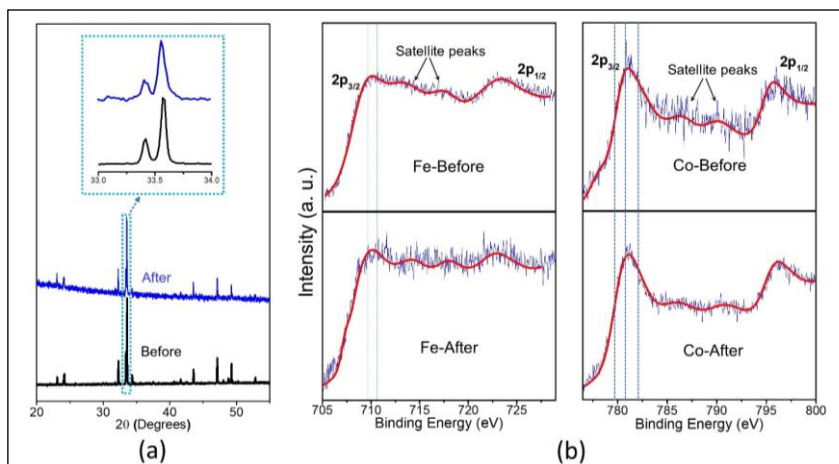 33.0 33.5 34.0
After
Before
20 30 40 50
2θ (Degrees)
(a)
Intensity (a. u.)
2p3/2
Satellite peaks
2p1/2
Fe-Before
Fe-After
705 710 715 720 725
Binding Energy (eV)
2p3/2
Satellite peaks
2p1/2
Co-Before
Co-After
780 785 790 795 800
Binding Energy (eV)
(b)